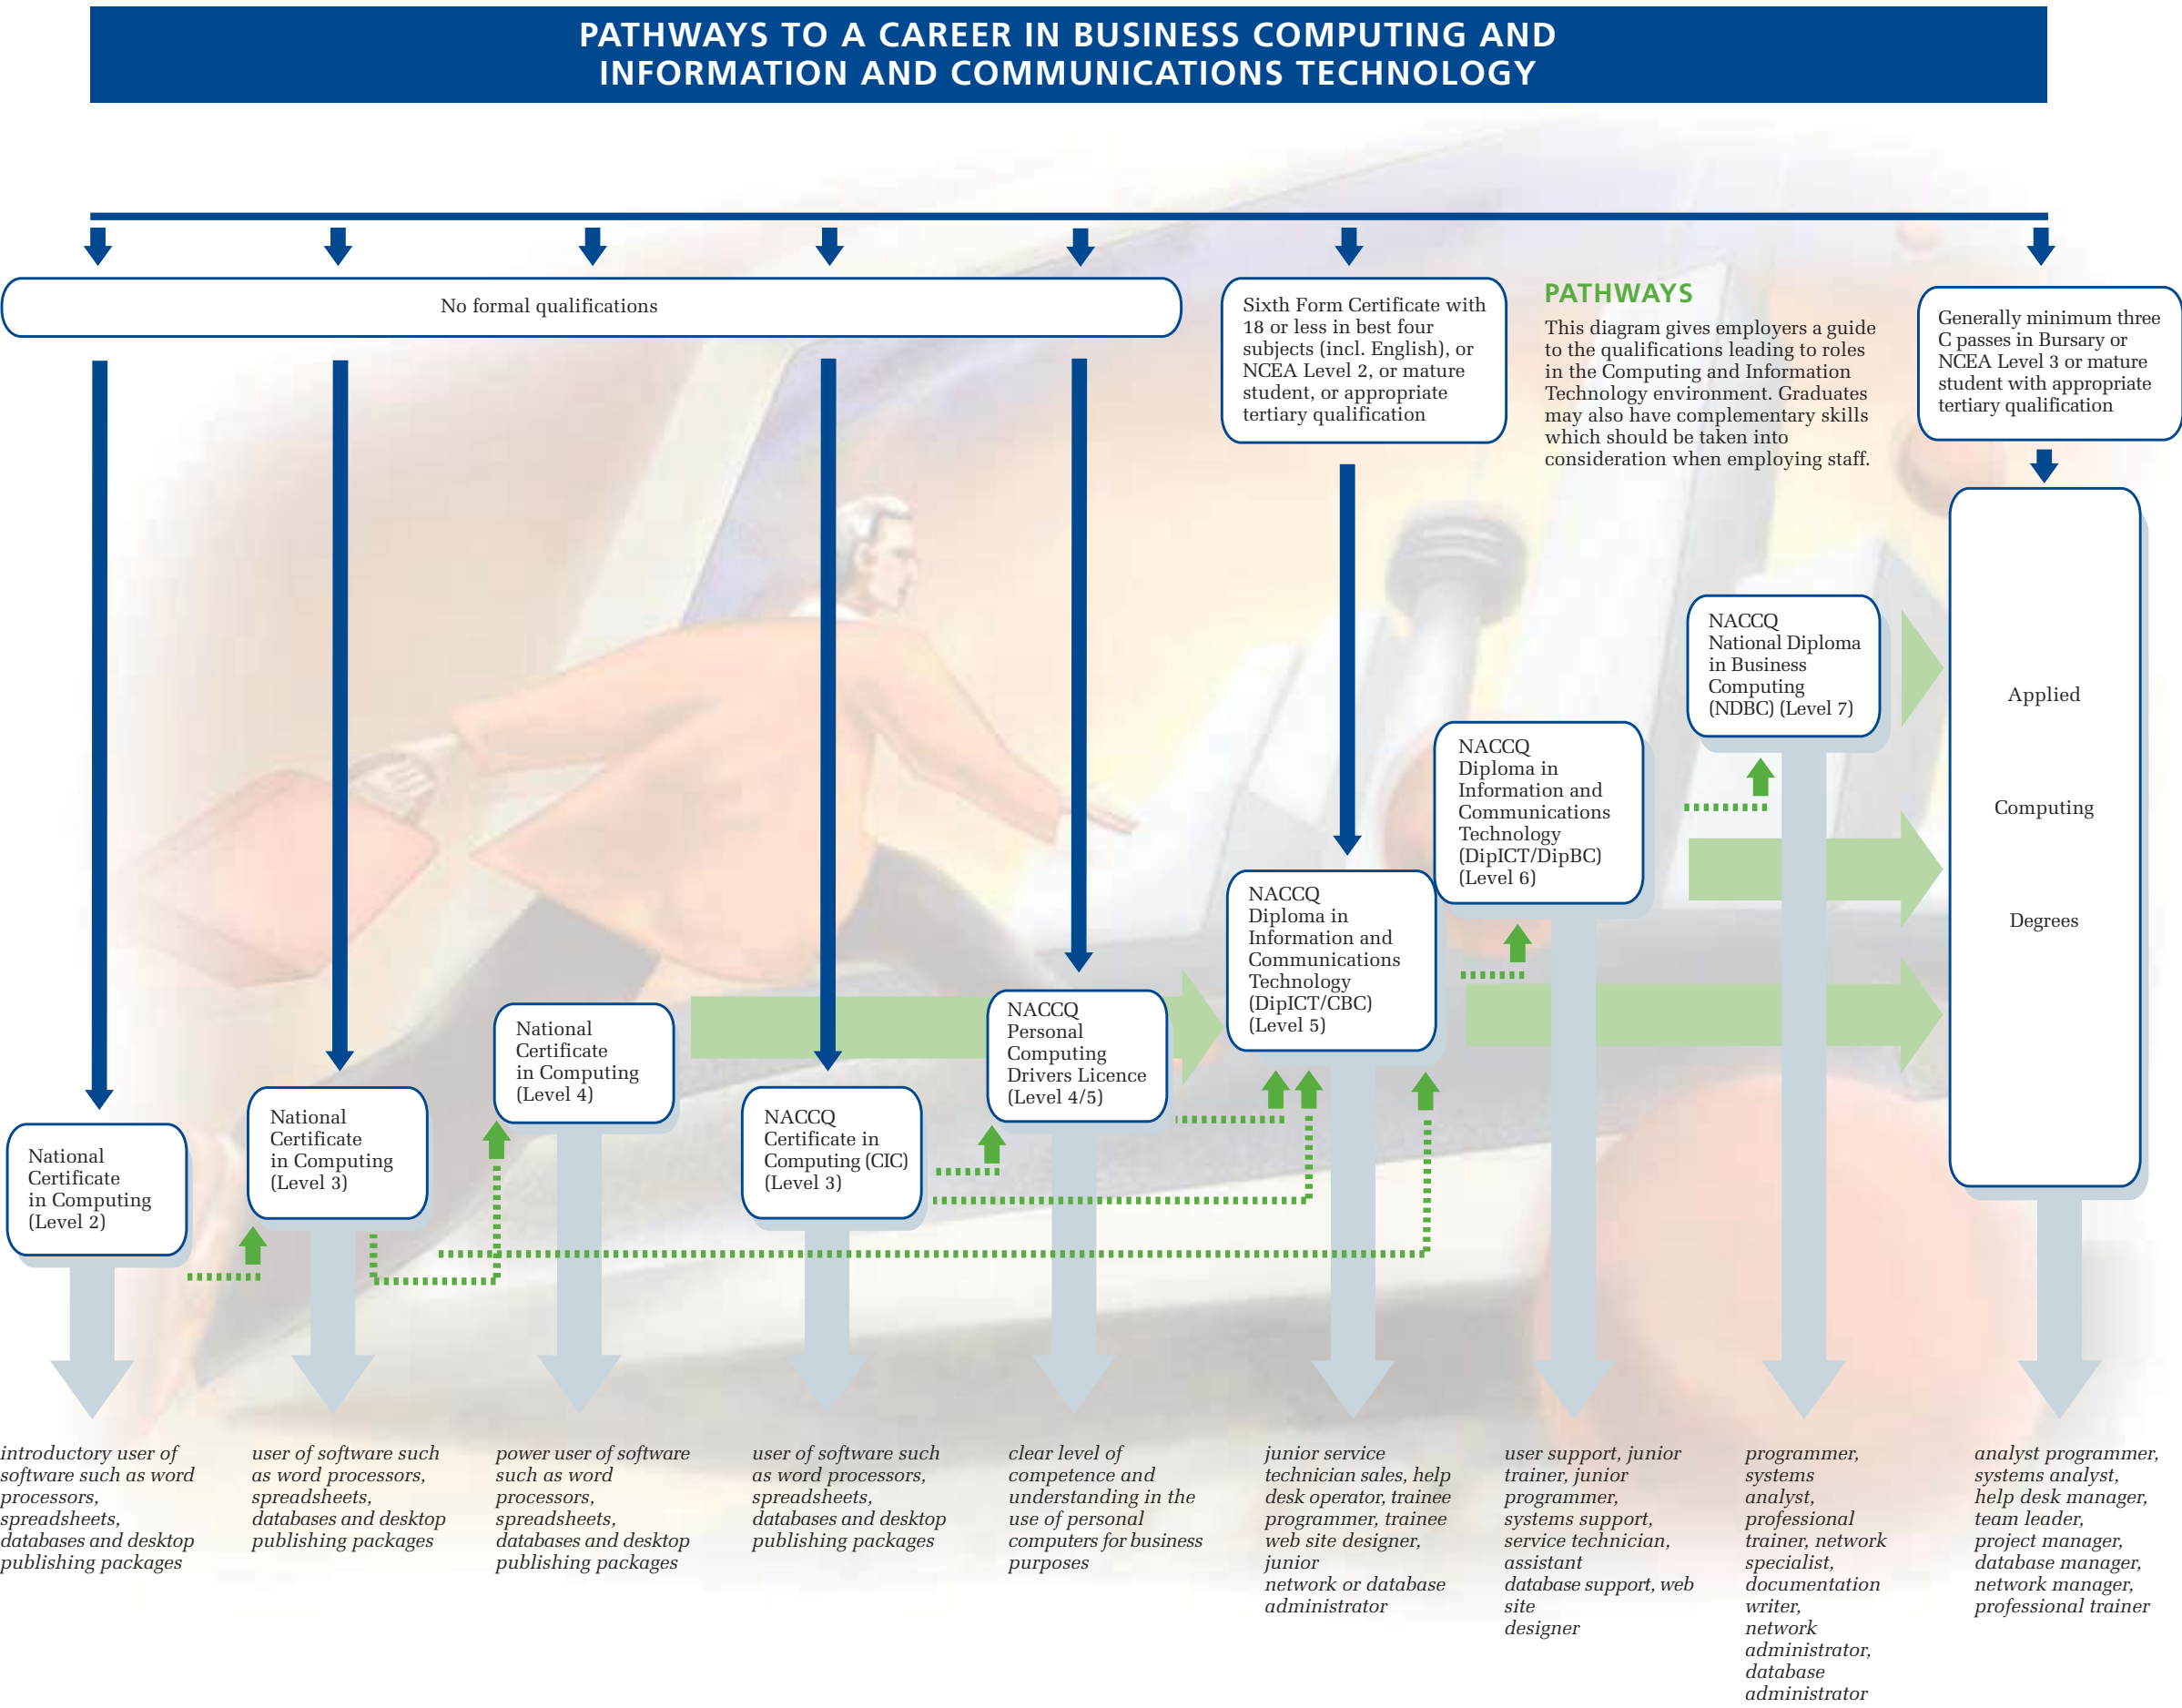 PATHWAYS TO A CAREER IN BUSINESS COMPUTING AND
INFORMATION AND COMMUNICATIONS TECHNOLOGY
No formal qualifications
Sixth Form Certificate with
18 or less in best four
subjects (incl. English), or
NCEA Level 2, or mature
student, or appropriate
tertiary qualification
PATHWAYS
This diagram gives employers a guide
to the qualifications leading to roles
in the Computing and Information
Technology environment. Graduates
may also have complementary skills
which should be taken into
consideration when employing staff.
Generally minimum three
C passes in Bursary or
NCEA Level 3 or mature
student with appropriate
tertiary qualification
National
Certificate
in Computing
(Level 2)
National
Certificate
in Computing
(Level 3)
National
Certificate
in Computing
(Level 4)
NACCQ
Certificate in
Computing (CIC)
(Level 3)
NACCQ
Personal
Computing
Drivers Licence
(Level 4/5)
NACCQ
Diploma in
Information and
Communications
Technology
(DipICT/CBC)
(Level 5)
NACCQ
Diploma in
Information and
Communications
Technology
(DipICT/DipBC)
(Level 6)
NACCQ
National Diploma
in Business
Computing
(NDBC) (Level 7)
Applied
Computing
Degrees
introductory user of
software such as word
processors,
spreadsheets,
databases and desktop
publishing packages
user of software such
as word processors,
spreadsheets,
databases and desktop
publishing packages
power user of software
such as word
processors,
spreadsheets,
databases and desktop
publishing packages
user of software such
as word processors,
spreadsheets,
databases and desktop
publishing packages
clear level of
competence and
understanding in the
use of personal
computers for business
purposes
junior service
technician sales, help
desk operator, trainee
programmer, trainee
web site designer,
junior
network or database
administrator
user support, junior
trainer, junior
programmer,
systems support,
service technician,
assistant
database support, web
site
designer
programmer,
systems
analyst,
professional
trainer, network
specialist,
documentation
writer,
network
administrator,
database
administrator
analyst programmer,
systems analyst,
help desk manager,
team leader,
project manager,
database manager,
network manager,
professional trainer